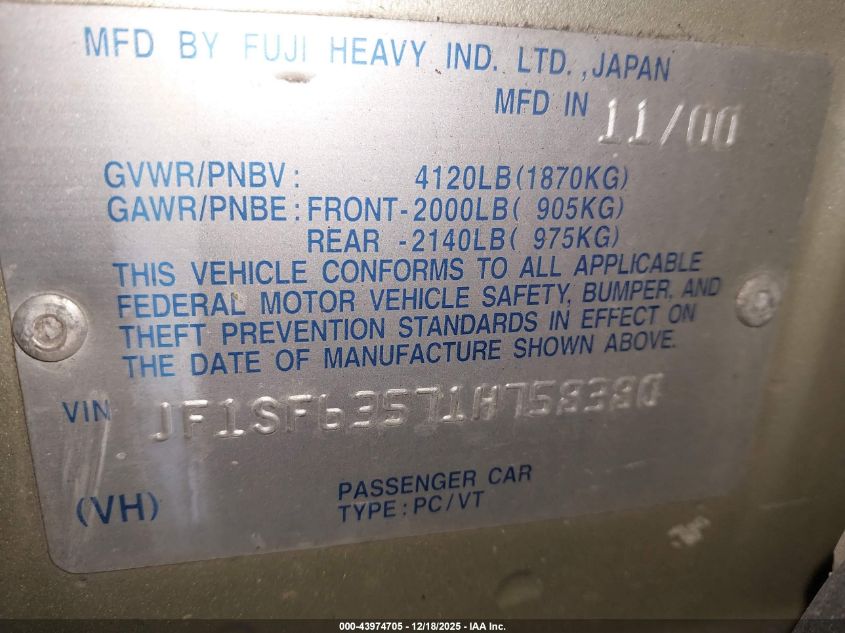 MFD BY FUJI HEAVY IND. LTD.,JAPAN
MFD IN 11/00
GVWR/PNBV: 4120LB(1870KG)
GAWR/PNBE:FRONT-2000LB( 905KG)
REAR -2140LB( 975KG)
THIS VEHICLE CONFORMS TO ALL APPLICABLE
FEDERAL MOTOR VEHICLE SAFETY, BUMPER, AND
THEFT PREVENTION STANDARDS IN EFFECT ON
THE DATE OF MANUFACTURE SHOWN ABOVE.
VIN JF1SF63571H758380
PASSENGER CAR
(VH) TYPE:PC/VT
000-43974705 - 12/18/2025 - IAA Inc.